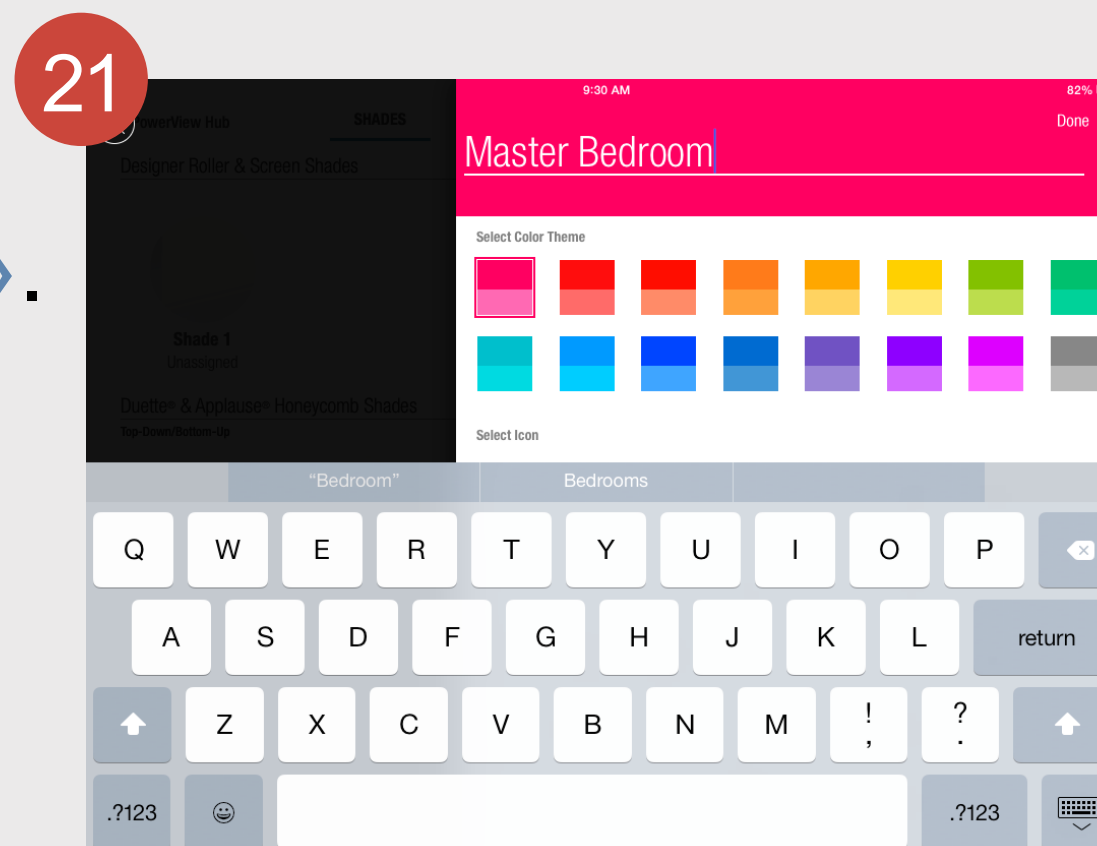 21
9:30 AM
82%
PowerView Hub
SHADES
Done
Master Bedroom
Designer Roller & Screen Shades
Select Color Theme
Shade 1
Unassigned
Duette® & Applause® Honeycomb Shades
Top-Down/Bottom-Up
Select Icon
“Bedroom”
Bedrooms
Q W E R T Y U I O P
A S D F G H J K L return
Z X C V B N M ! , ? .
.?123 .?123